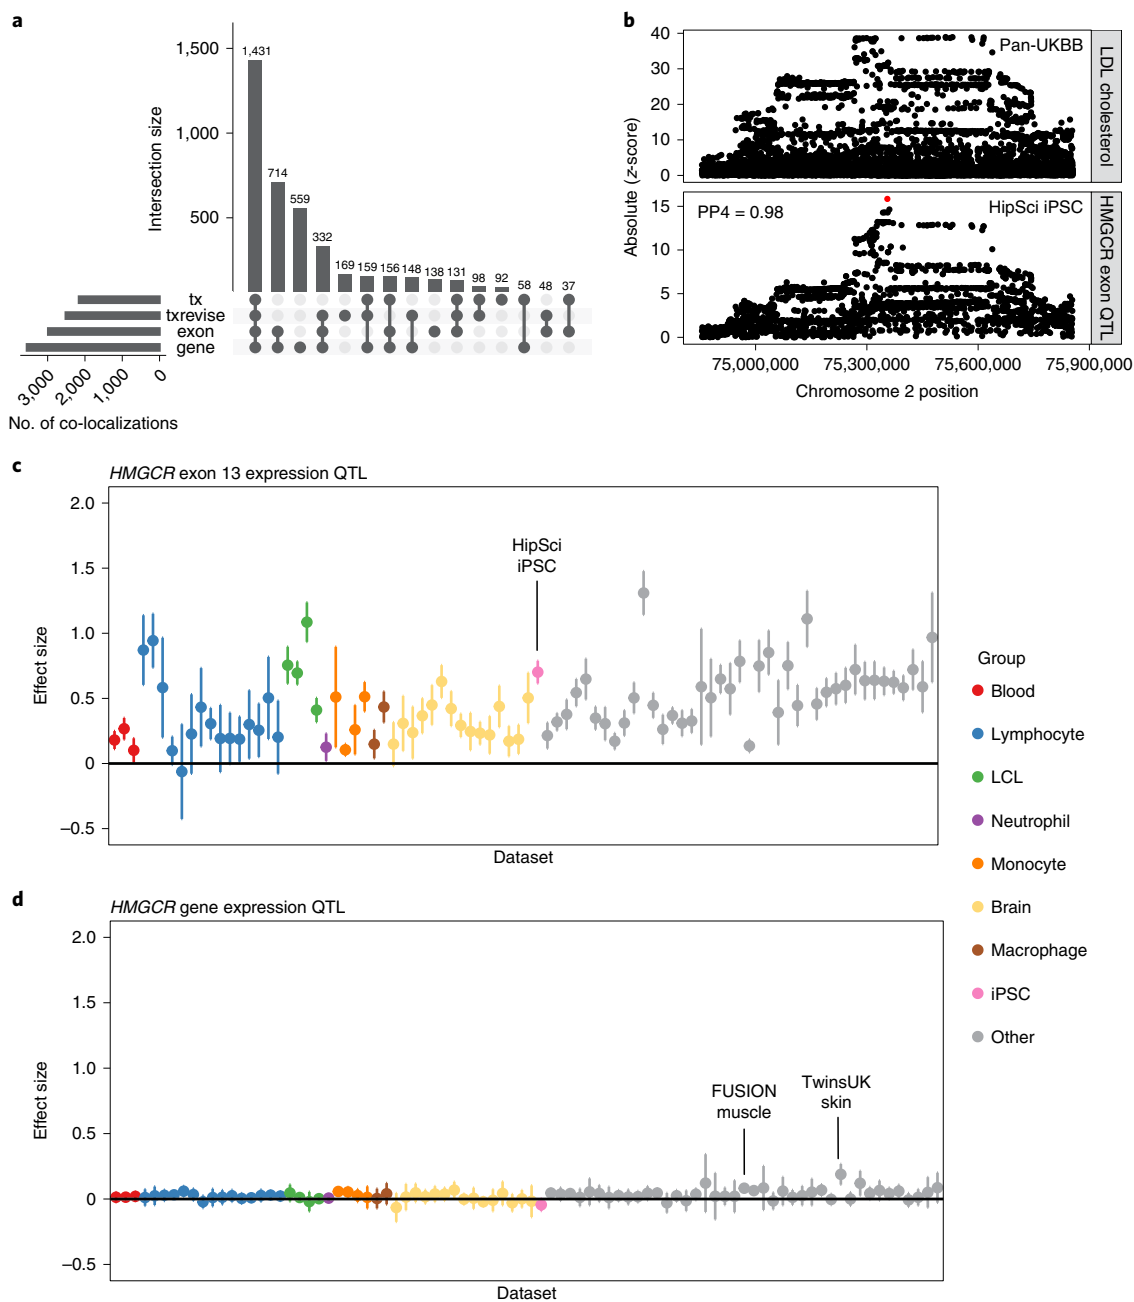 a
1,500
1,000
500
Intersection size
1,431
714
559
332
169
159
156
148
138
131
98
92
58
48
37
tx
txrevise
exon
gene
3,000
2,000
1,000
0
No. of co-localizations
b
40
30
20
10
0
Pan-UKBB
LDL cholesterol
Absolute (z-score)
15
10
5
0
PP4 = 0.98
HipSci iPSC
HMGCR exon QTL
75,000,000
75,300,000
75,600,000
75,900,000
Chromosome 2 position
c
HMGCR exon 13 expression QTL
2.0
1.5
1.0
0.5
0
–0.5
Effect size
HipSci
iPSC
Dataset
Group
Blood
Lymphocyte
LCL
Neutrophil
Monocyte
Brain
Macrophage
iPSC
Other
d
HMGCR gene expression QTL
2.0
1.5
1.0
0.5
0
–0.5
Effect size
FUSION
muscle
TwinsUK
skin
Dataset